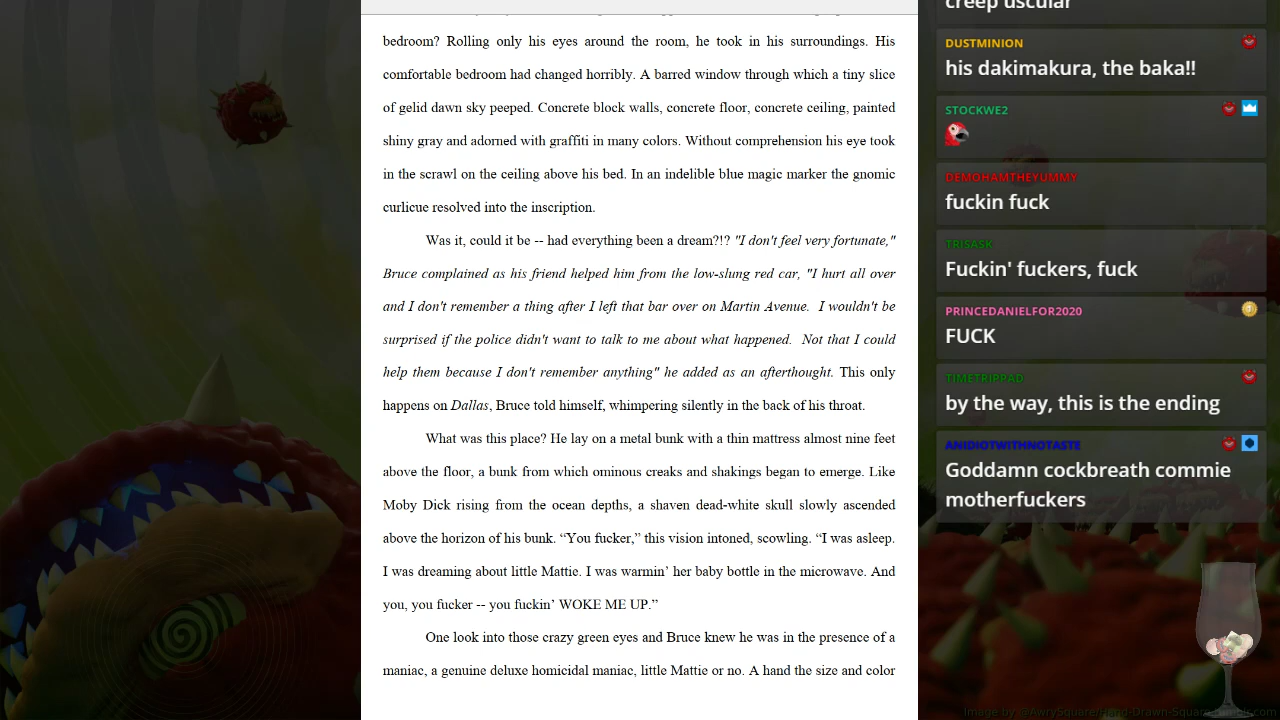 bedroom? Rolling only his eyes around the room, he took in his surroundings. His
comfortable bedroom had changed horribly. A barred window through which a tiny slice
of gelid dawn sky peeped. Concrete block walls, concrete floor, concrete ceiling, painted
shiny gray and adorned with graffiti in many colors. Without comprehension his eye took
in the scrawl on the ceiling above his bed. In an indelible blue magic marker the gnomic
curlicue resolved into the inscription.
Was it, could it be -- had everything been a dream?!? "I don't feel very fortunate,"
Bruce complained as his friend helped him from the low-slung red car, "I hurt all over
and I don't remember a thing after I left that bar over on Martin Avenue.  I wouldn't be
surprised if the police didn't want to talk to me about what happened.  Not that I could
help them because I don't remember anything" he added as an afterthought. This only
happens on Dallas, Bruce told himself, whimpering silently in the back of his throat.
What was this place? He lay on a metal bunk with a thin mattress almost nine feet
above the floor, a bunk from which ominous creaks and shakings began to emerge. Like
Moby Dick rising from the ocean depths, a shaven dead-white skull slowly ascended
above the horizon of his bunk. “You fucker,” this vision intoned, scowling. “I was asleep.
I was dreaming about little Mattie. I was warmin’ her baby bottle in the microwave. And
you, you fucker -- you fuckin’ WOKE ME UP.”
One look into those crazy green eyes and Bruce knew he was in the presence of a
maniac, a genuine deluxe homicidal maniac, little Mattie or no. A hand the size and color
creep uscular
DUSTMINION
his dakimakura, the baka!!
STOCKWE2
DEMOHAMTHEYUMMY
fuckin fuck
TRISASK
Fuckin' fuckers, fuck
PRINCEDANIELFOR2020
FUCK
TIMETRIPPAD
by the way, this is the ending
ANIDIOTWITHNOTASTE
Goddamn cockbreath commie
motherfuckers